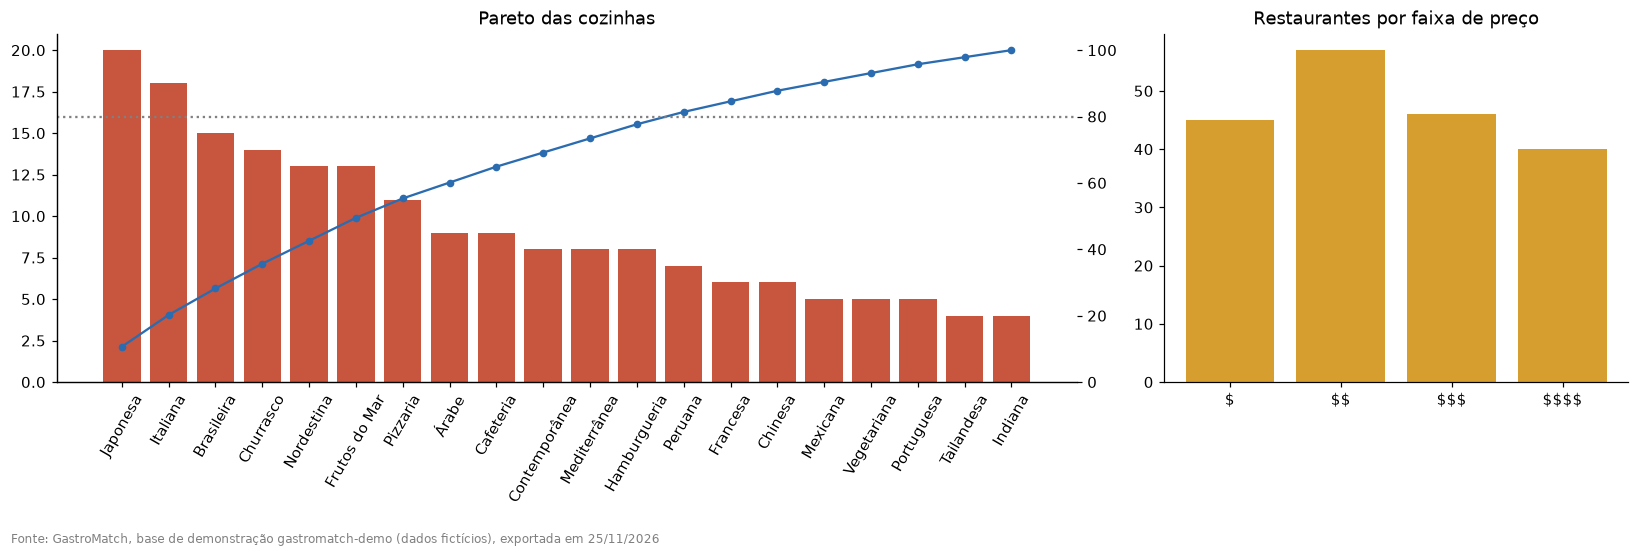 Pareto das cozinhas
20.0
17.5
15.0
12.5
10.0
7.5
5.0
2.5
0.0
100
80
60
40
20
0
Japonesa
Italiana
Brasileira
Churrasco
Nordestina
Frutos do Mar
Pizzaria
Árabe
Cafeteria
Contemporânea
Mediterrânea
Hamburgueria
Peruana
Francesa
Chinesa
Mexicana
Vegetariana
Portuguesa
Tailandesa
Indiana
Restaurantes por faixa de preço
50
40
30
20
10
0
$
$$
$$$
$$$$
Fonte: GastroMatch, base de demonstração gastromatch-demo (dados fictícios), exportada em 25/11/2026